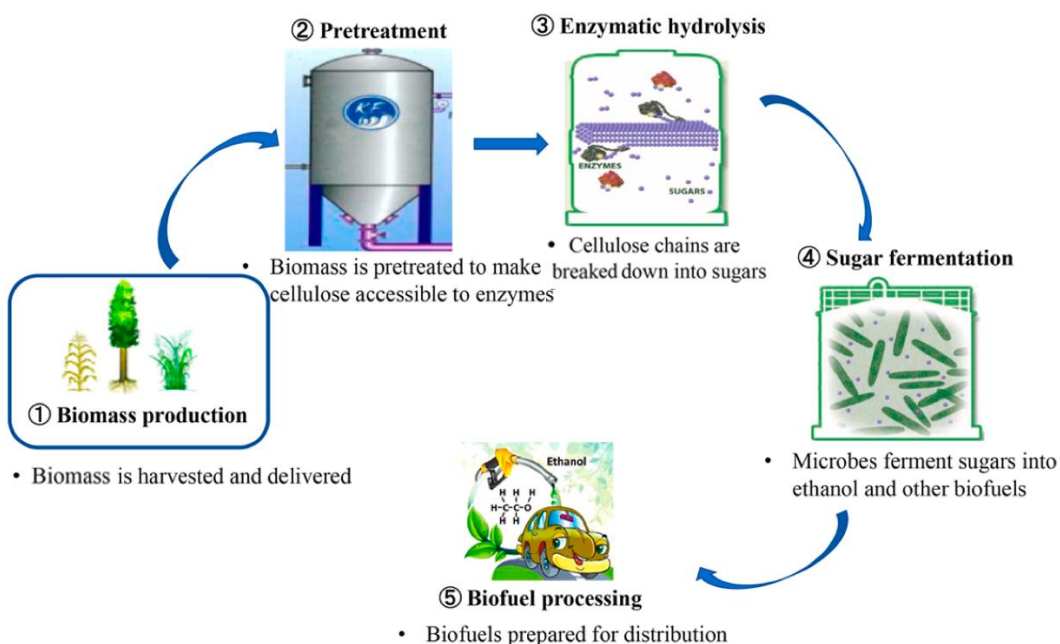 ① Biomass production
• Biomass is harvested and delivered
② Pretreatment
KF
• Biomass is pretreated to make
cellulose accessible to enzymes
③ Enzymatic hydrolysis
ENZYMES
SUGARS
• Cellulose chains are
breaked down into sugars
④ Sugar fermentation
• Microbes ferment sugars into
ethanol and other biofuels
Ethanol
H H H
H-C-C-O
H H
⑤ Biofuel processing
• Biofuels prepared for distribution